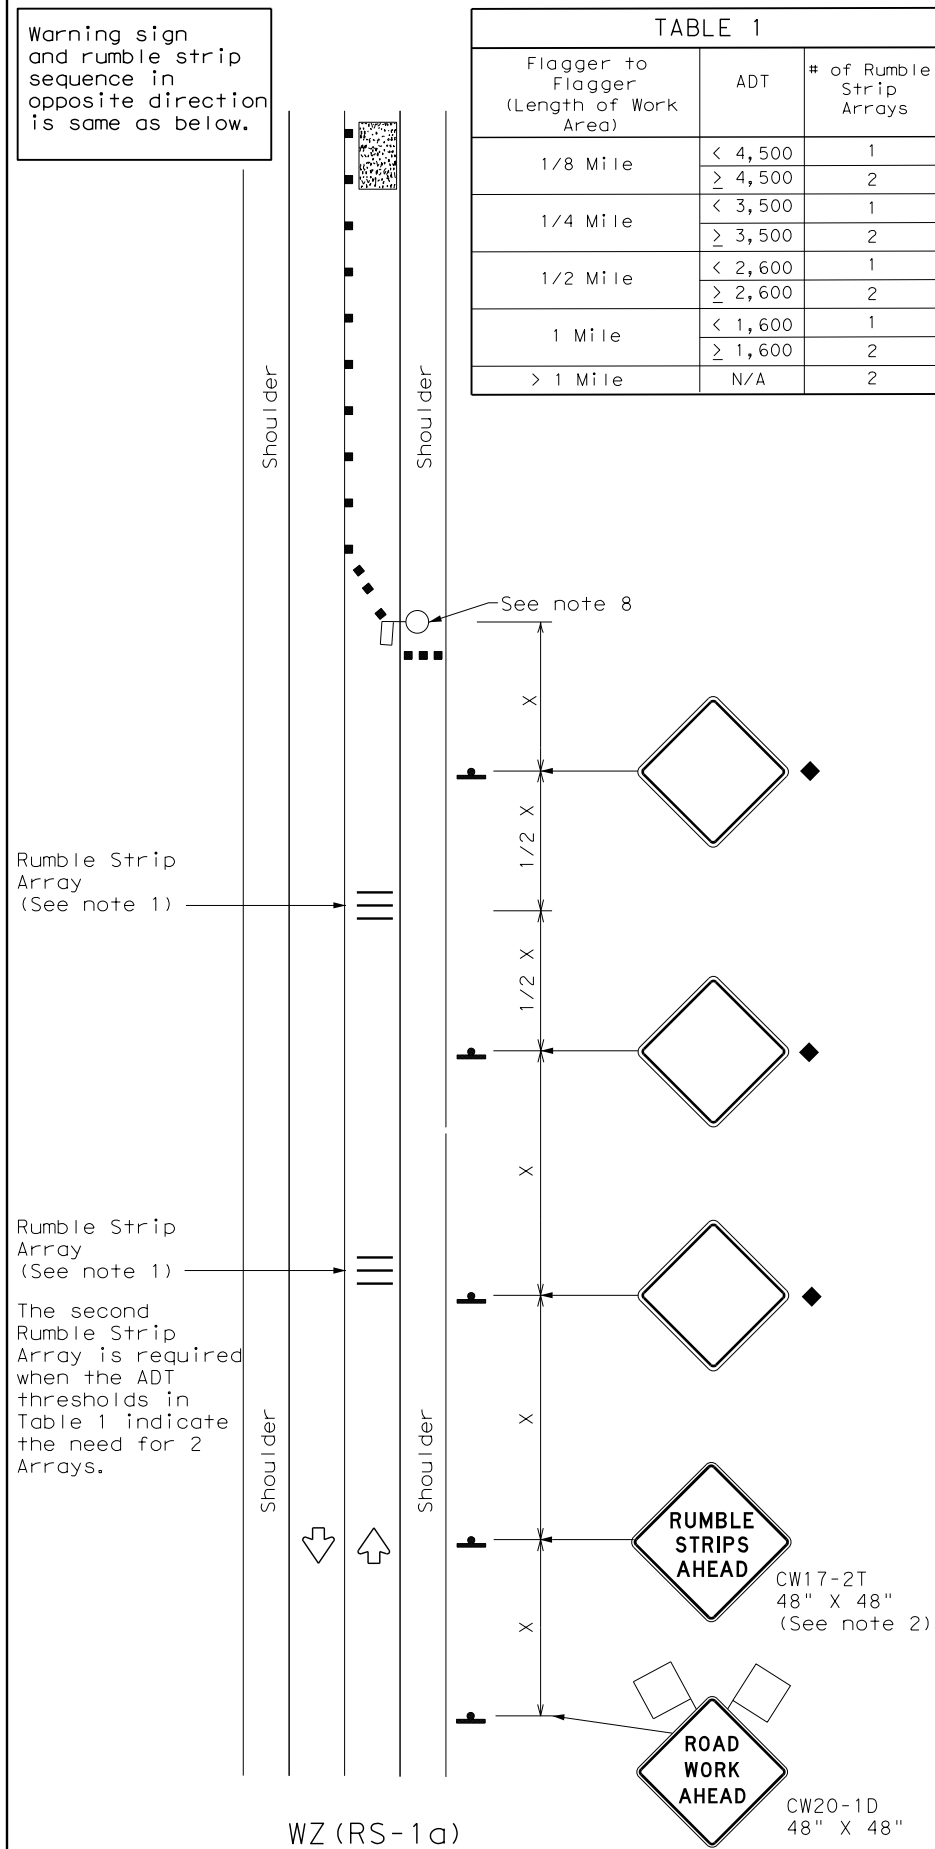 Warning sign
and rumble strip
sequence in
opposite direction
is same as below.
TABLE 1
Flagger to
Flagger
(Length of Work
Area)
ADT
# of Rumble
Strip
Arrays
1/8 Mile
< 4,500 1
≥ 4,500 2
1/4 Mile
< 3,500 1
≥ 3,500 2
1/2 Mile
< 2,600 1
≥ 2,600 2
1 Mile
< 1,600 1
≥ 1,600 2
> 1 Mile N/A 2
Shoulder
Shoulder
See note 8
X
1/2 X
Rumble Strip
Array
(See note 1)
1/2 X
X
Rumble Strip
Array
(See note 1)
The second
Rumble Strip
Array is required
when the ADT
thresholds in
Table 1 indicate
the need for 2
Arrays.
Shoulder
Shoulder
X
RUMBLE
STRIPS
AHEAD
CW17-2T
48" X 48"
(See note 2)
X
ROAD
WORK
AHEAD
CW20-1D
48" X 48"
WZ(RS-1a)